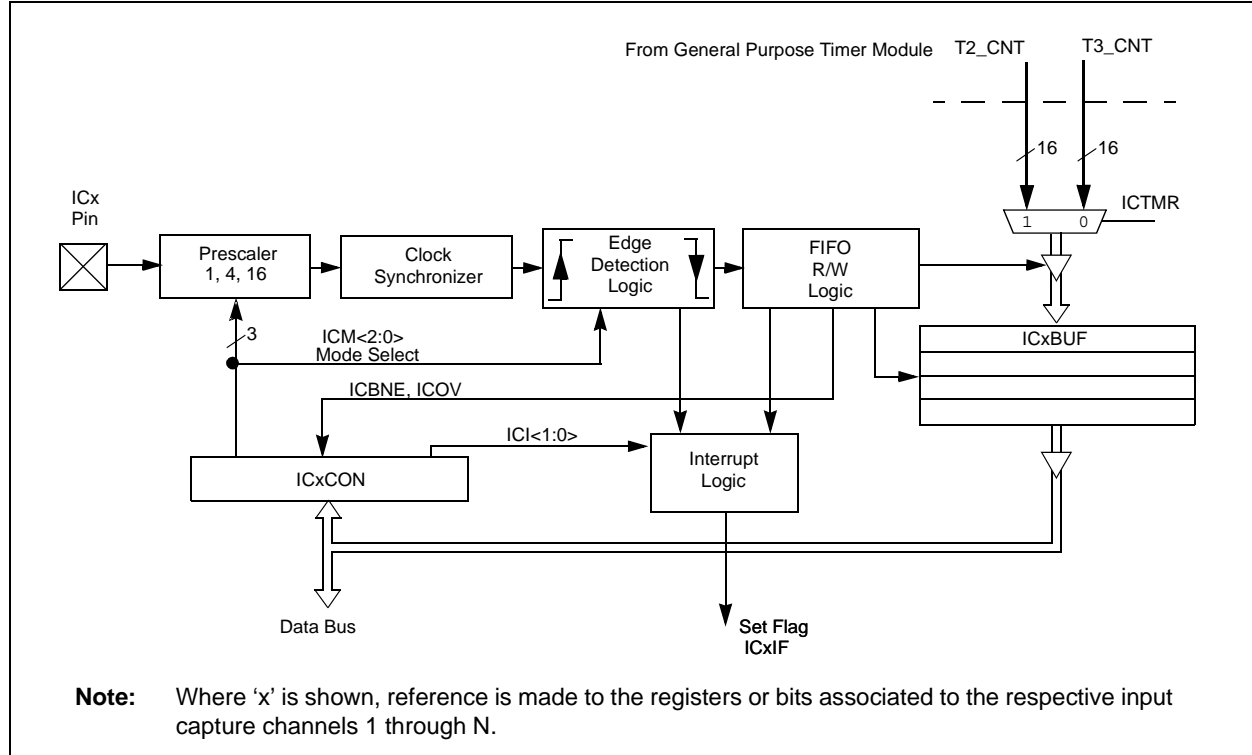 From General Purpose Timer Module
T2_CNT
T3_CNT
16
16
ICx
Pin
1 0
ICTMR
Prescaler
1, 4, 16
Clock
Synchronizer
Edge
Detection
Logic
FIFO
R/W
Logic
3
ICM<2:0>
Mode Select
ICxBUF
ICBNE, ICOV
ICI<1:0>
Interrupt
Logic
ICxCON
Data Bus
Set Flag
ICxIF
Note: Where ‘x’ is shown, reference is made to the registers or bits associated to the respective input
capture channels 1 through N.